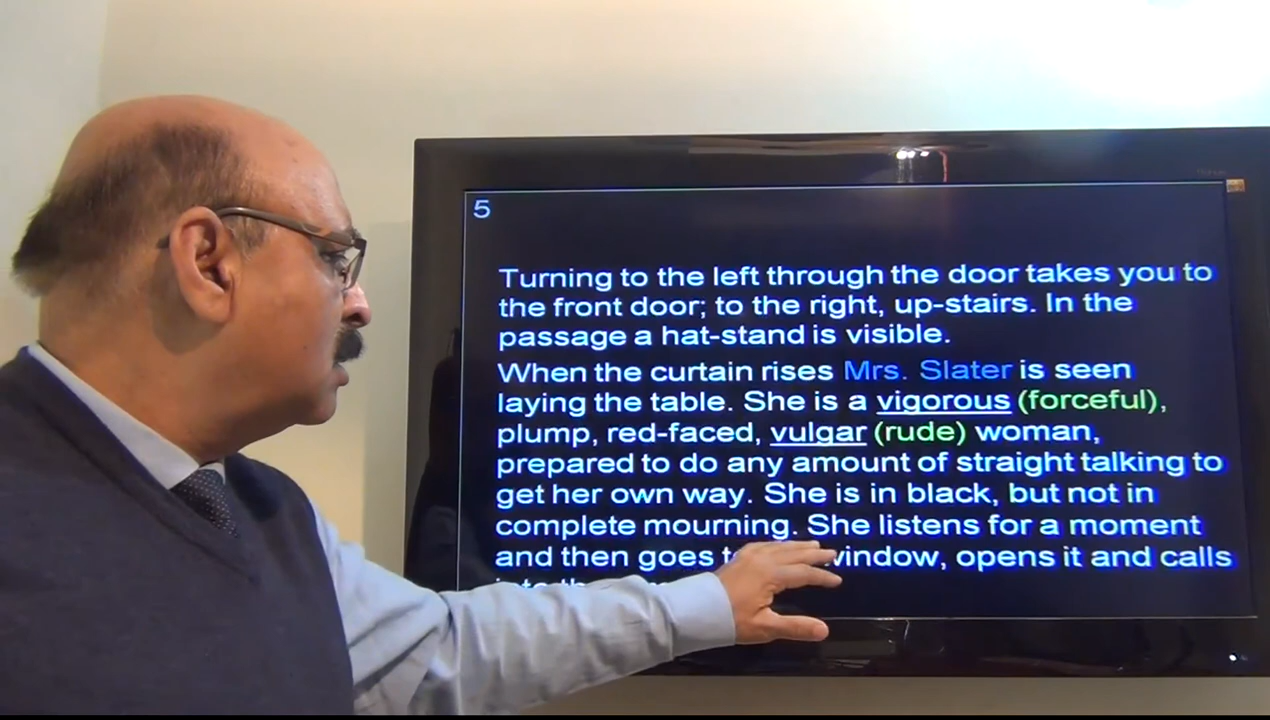 5
Turning to the left through the door takes you to
the front door; to the right, up-stairs. In the
passage a hat-stand is visible.
When the curtain rises Mrs. Slater is seen
laying the table. She is a vigorous (forceful),
plump, red-faced, vulgar (rude) woman,
prepared to do any amount of straight talking to
get her own way. She is in black, but not in
complete mourning. She listens for a moment
and then goes window, opens it and calls